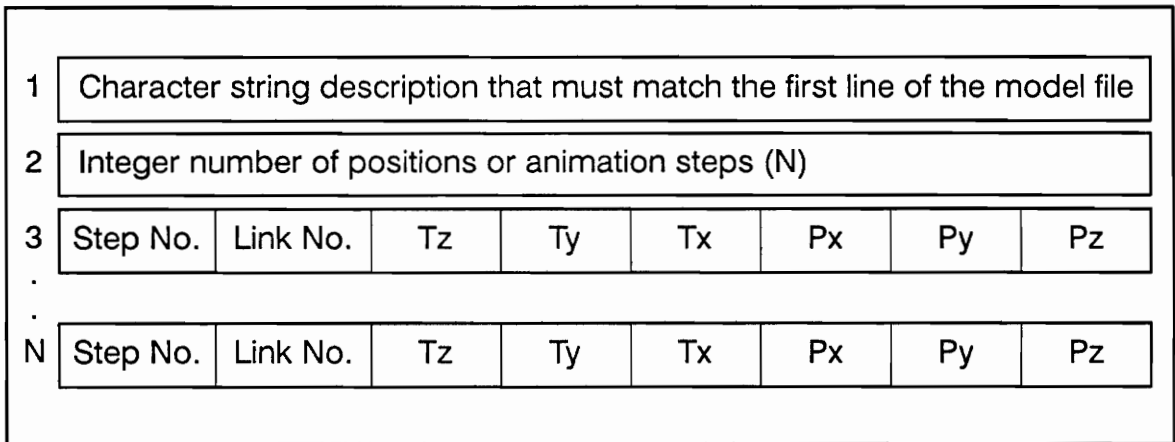 1 Character string description that must match the first line of the model file
2 Integer number of positions or animation steps (N)
3 Step No. Link No. Tz Ty Tx Px Py Pz
.
.
N Step No. Link No. Tz Ty Tx Px Py Pz